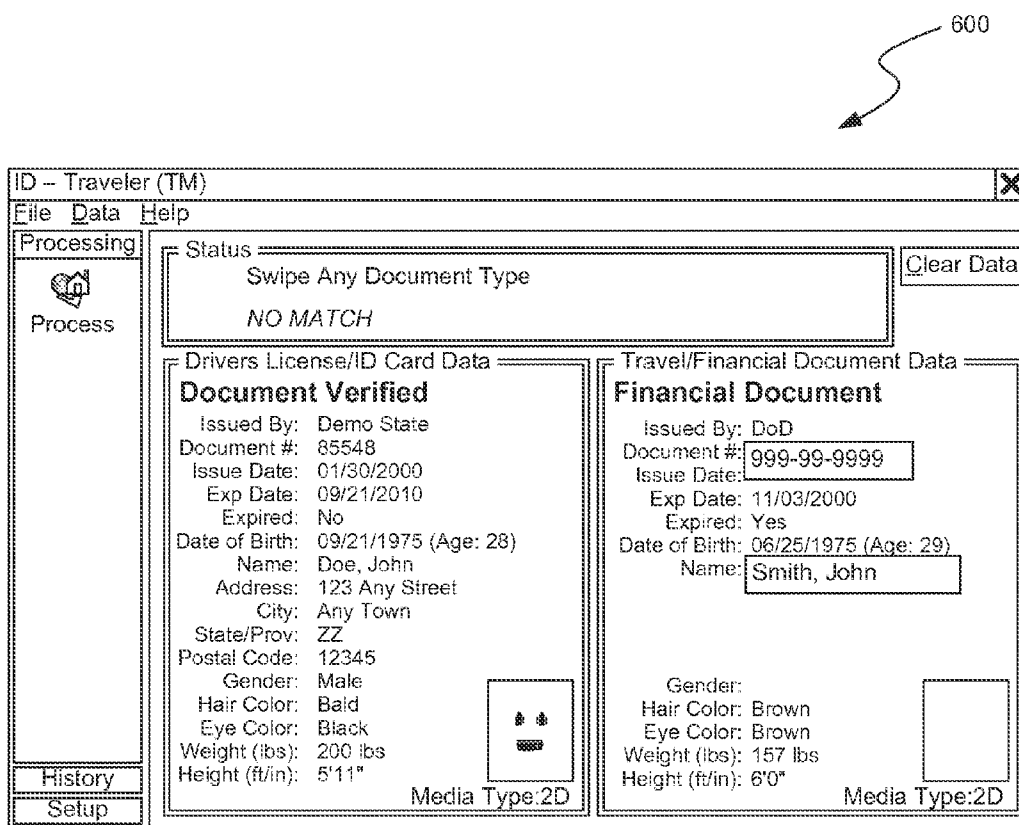 600
ID – Traveler (TM)
File Data Help
Processing
Process
History
Setup
Status
Swipe Any Document Type
NO MATCH
Clear Data
Drivers License/ID Card Data
Document Verified
Issued By: Demo State
Document #: 85548
Issue Date: 01/30/2000
Exp Date: 09/21/2010
Expired: No
Date of Birth: 09/21/1975 (Age: 28)
Name: Doe, John
Address: 123 Any Street
City: Any Town
State/Prov: ZZ
Postal Code: 12345
Gender: Male
Hair Color: Bald
Eye Color: Black
Weight (lbs): 200 lbs
Height (ft/in): 5'11"
Media Type:2D
Travel/Financial Document Data
Financial Document
Issued By: DoD
Document #: 999-99-9999
Issue Date:
Exp Date: 11/03/2000
Expired: Yes
Date of Birth: 06/25/1975 (Age: 29)
Name: Smith, John
Gender:
Hair Color: Brown
Eye Color: Brown
Weight (lbs): 157 lbs
Height (ft/in): 6'0"
Media Type:2D